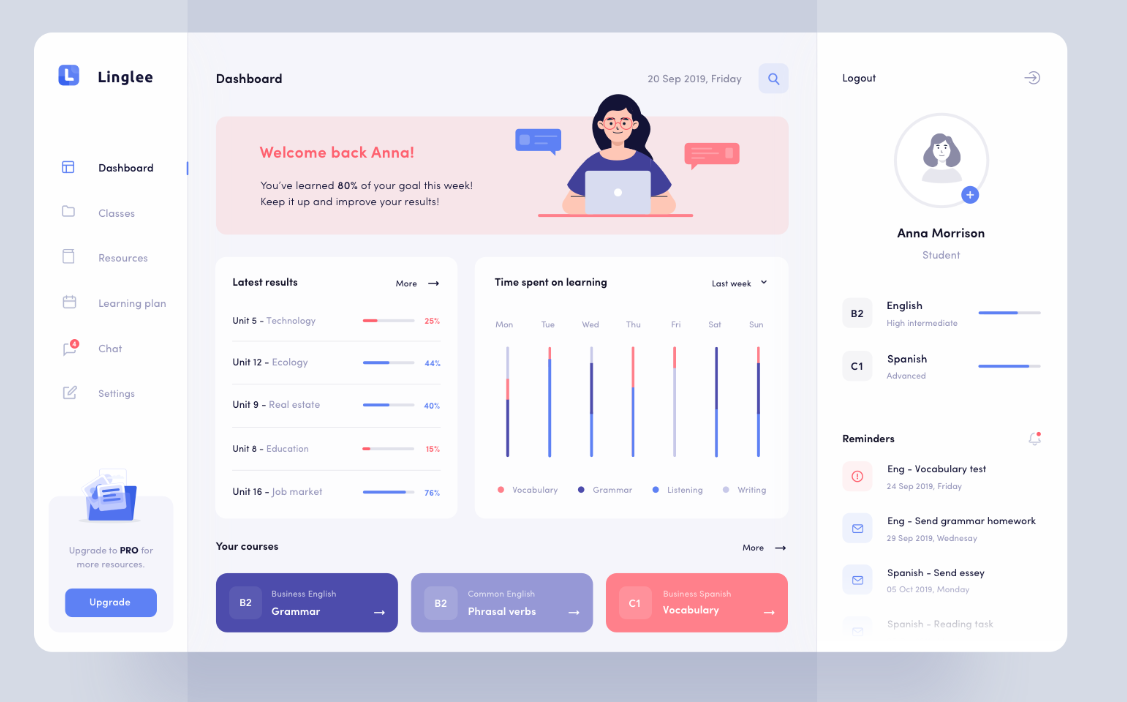 Linglee
Dashboard
Classes
Resources
Learning plan
4
Chat
Settings
Upgrade to PRO for
more resources.
Upgrade
Dashboard
20 Sep 2019, Friday
Welcome back Anna!
You've learned 80% of your goal this week!
Keep it up and improve your results!
Latest results
More
Unit 5 - Technology
25%
Unit 12 - Ecology
44%
Unit 9 - Real estate
40%
Unit 8 - Education
15%
Unit 16 - Job market
76%
Time spent on learning
Last week
Mon Tue Wed Thu Fri Sat Sun
Vocabulary Grammar Listening Writing
Your courses
More
B2
Business English
Grammar
B2
Common English
Phrasal verbs
C1
Business Spanish
Vocabulary
Logout
Anna Morrison
Student
B2
English
High intermediate
C1
Spanish
Advanced
Reminders
Eng - Vocabulary test
24 Sep 2019, Friday
Eng - Send grammar homework
29 Sep 2019, Wednesay
Spanish - Send essey
05 Oct 2019, Monday
Spanish - Reading task